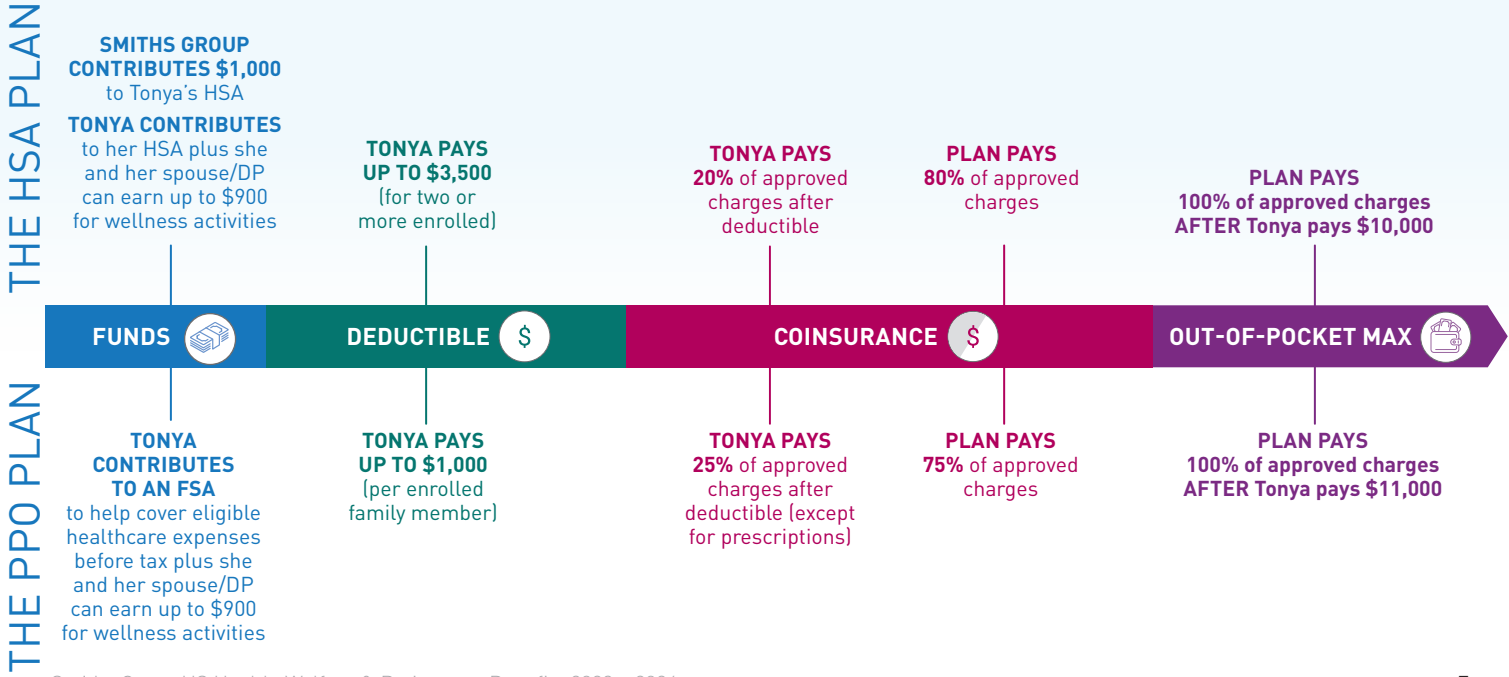 THE HSA PLAN
SMITHS GROUP
CONTRIBUTES $1,000
to Tonya's HSA
TONYA CONTRIBUTES
to her HSA plus she
and her spouse/DP
can earn up to $900
for wellness activities
TONYA PAYS
UP TO $3,500
(for two or
more enrolled)
TONYA PAYS
20% of approved
charges after
deductible
PLAN PAYS
80% of approved
charges
PLAN PAYS
100% of approved charges
AFTER Tonya pays $10,000
FUNDS
DEDUCTIBLE $
COINSURANCE $
OUT-OF-POCKET MAX
THE PPO PLAN
TONYA
CONTRIBUTES
TO AN FSA
to help cover eligible
healthcare expenses
before tax plus she
and her spouse/DP
can earn up to $900
for wellness activities
TONYA PAYS
UP TO $1,000
(per enrolled
family member)
TONYA PAYS
25% of approved
charges after
deductible (except
for prescriptions)
PLAN PAYS
75% of approved
charges
PLAN PAYS
100% of approved charges
AFTER Tonya pays $11,000